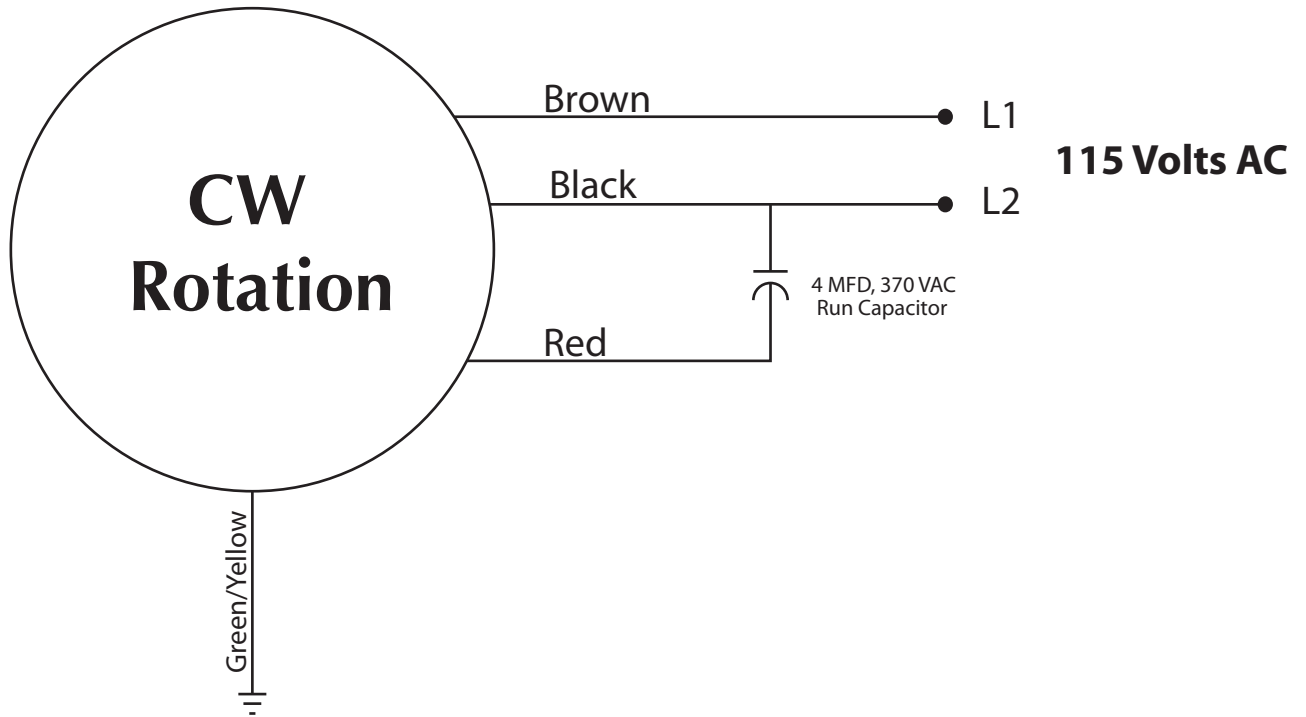 Brown
L1
115 Volts AC
Black
L2
CW
Rotation
4 MFD, 370 VAC
Run Capacitor
Red
Green/Yellow